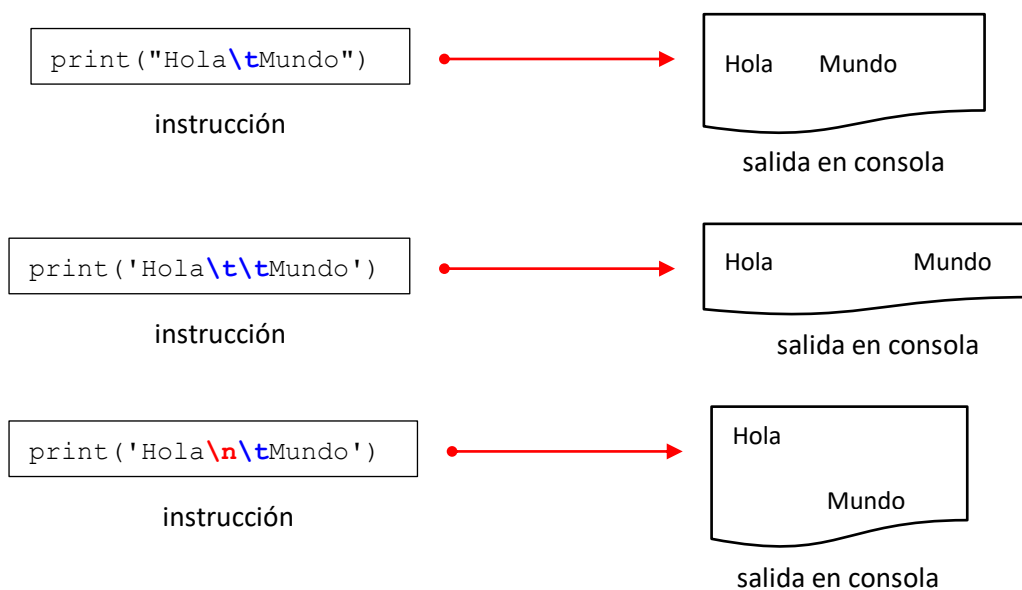 print("Hola\tMundo")
Hola Mundo
instrucción
salida en consola
print('Hola\t\tMundo')
Hola Mundo
instrucción
salida en consola
print('Hola\n\tMundo')
Hola
Mundo
instrucción
salida en consola